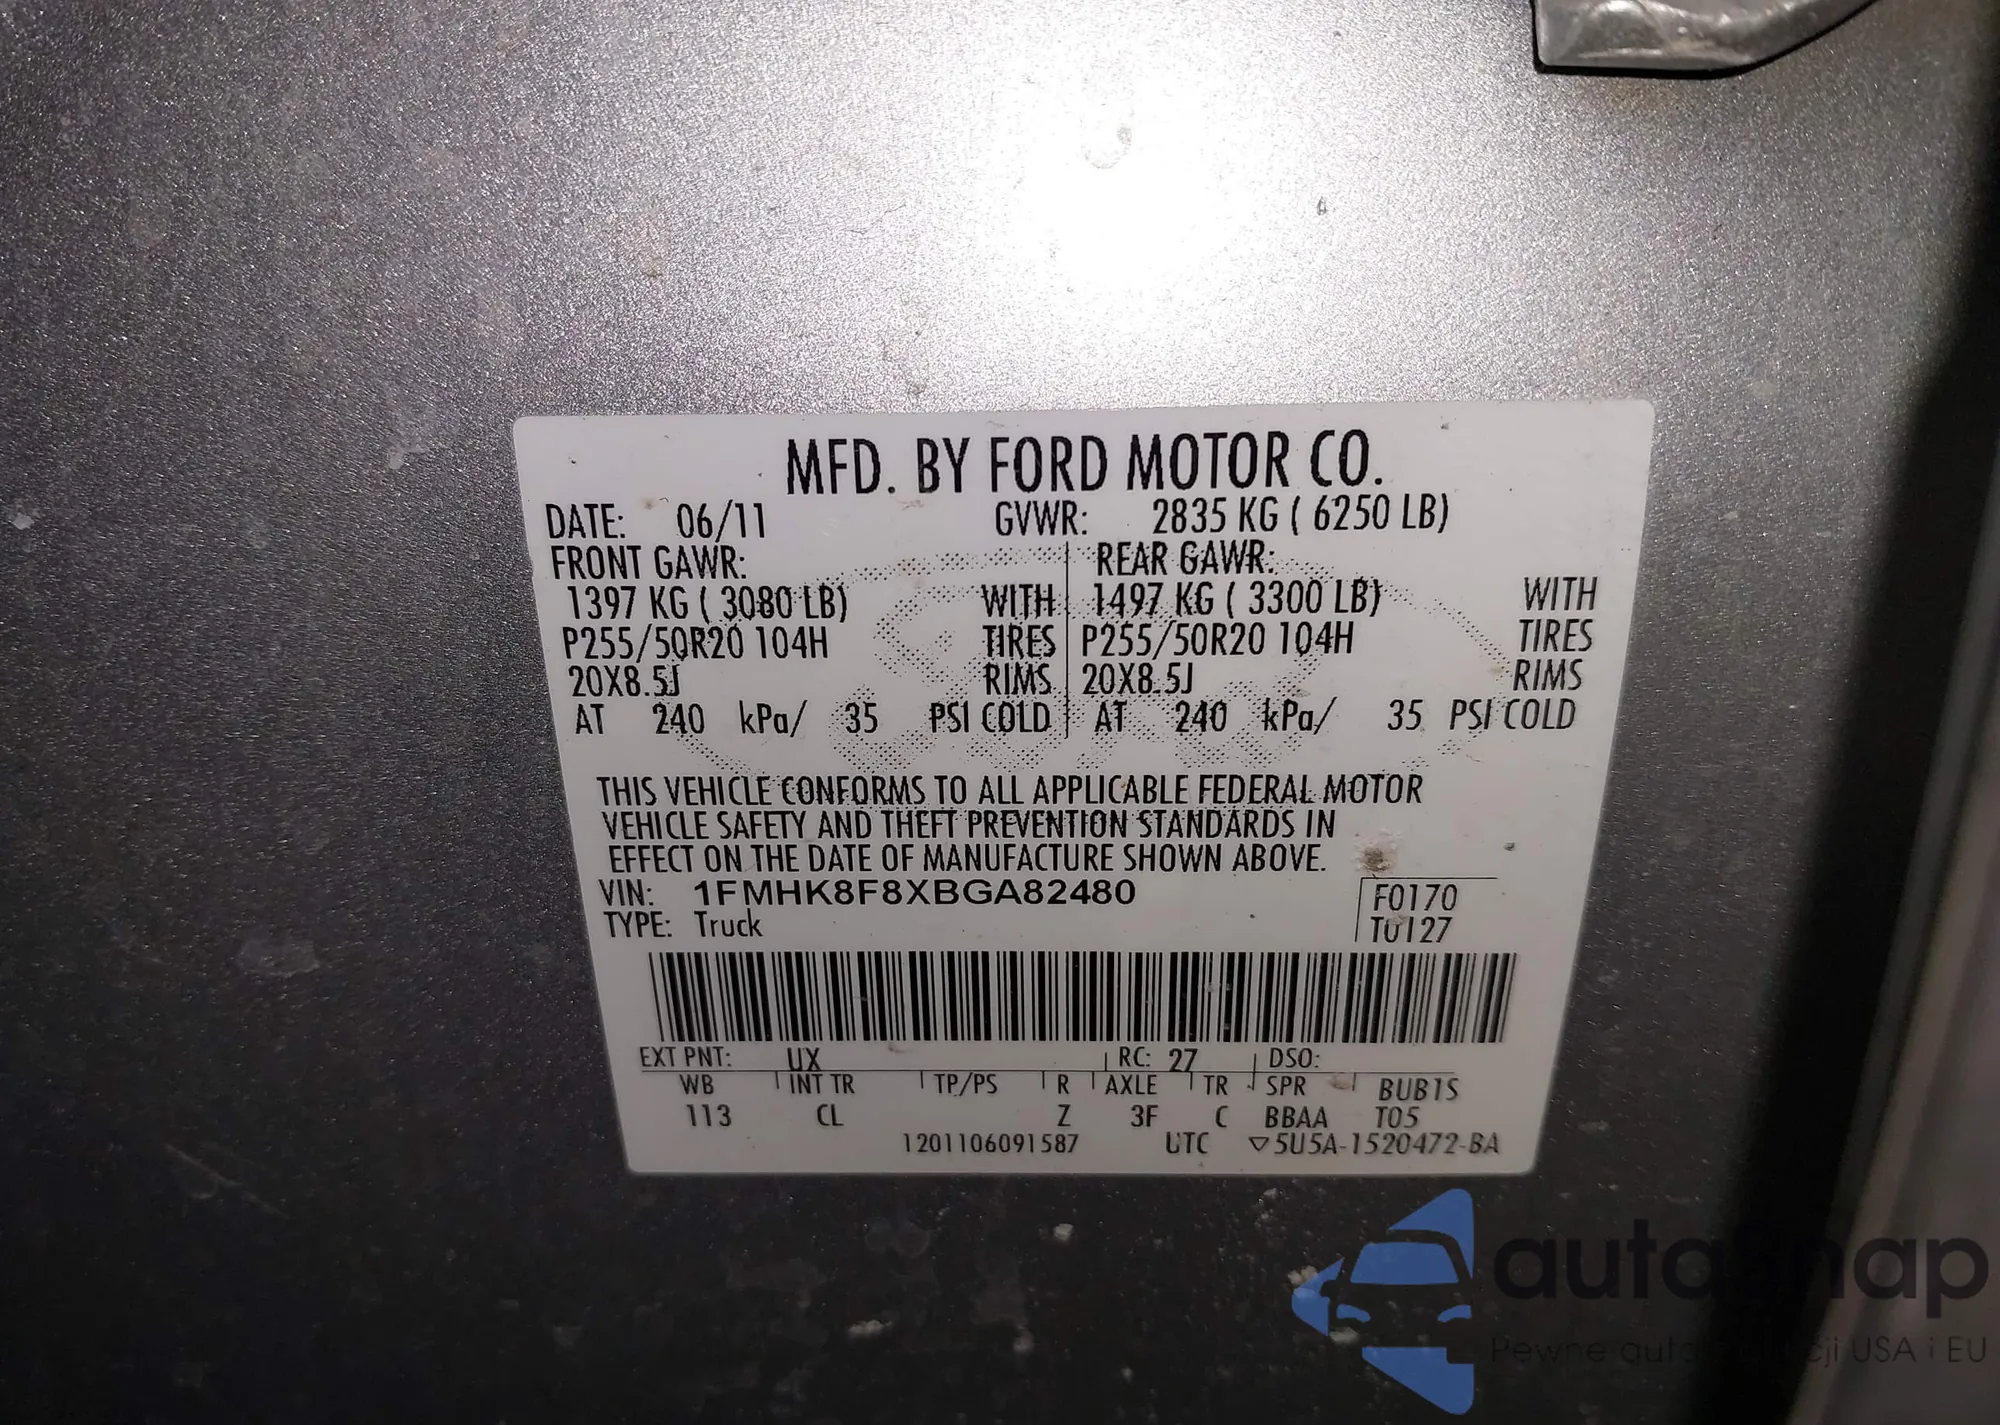 MFD. BY FORD MOTOR CO.
DATE: 06/11 GVWR: 2835 KG ( 6250 LB)
FRONT GAWR: REAR GAWR:
1397 KG ( 3080 LB) WITH 1497 KG ( 3300 LB) WITH
P255/50R20 104H TIRES P255/50R20 104H TIRES
20X8.5J RIMS 20X8.5J RIMS
AT 240 kPa/ 35 PSI COLD AT 240 kPa/ 35 PSI COLD
THIS VEHICLE CONFORMS TO ALL APPLICABLE FEDERAL MOTOR
VEHICLE SAFETY AND THEFT PREVENTION STANDARDS IN
EFFECT ON THE DATE OF MANUFACTURE SHOWN ABOVE.
VIN: 1FMHK8F8XBGA82480 F0170
TYPE: Truck T0127
EXT PNT: UX RC: 27 DSO:
WB INT TR TP/PS R AXLE TR SPR BUB1S
113 CL Z 3F C BBAA T05
1201106091587 UTC ▽5U5A-1520472-BA
Pewne USA i EU